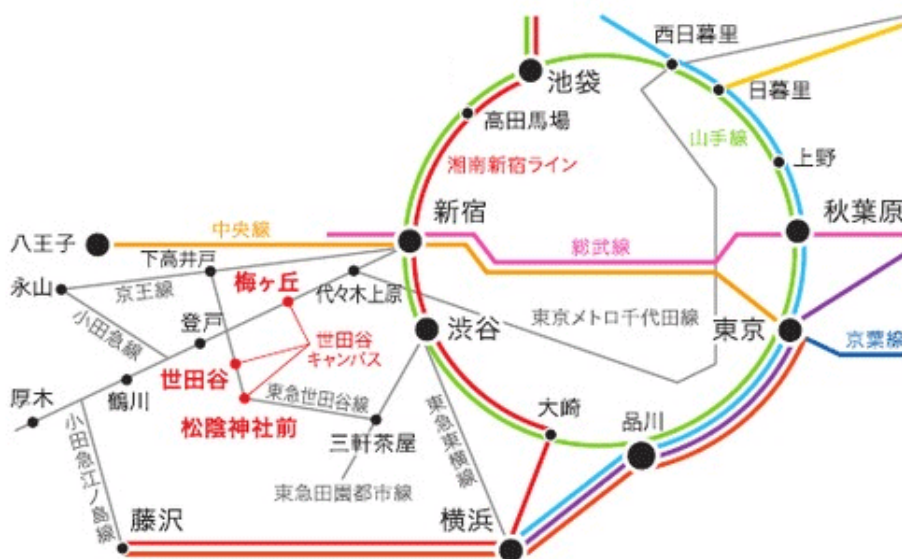 西日暮里
池袋
日暮里
高田馬場
山手線
上野
湘南新宿ライン
新宿
秋葉原
中央線
八王子
総武線
下高井戸
梅ヶ丘
永山
京王線
代々木上原
小田急線
登戸
東京メトロ千代田線
渋谷
東京
世田谷
キャンパス
京葉線
世田谷
厚木
鶴川
東急世田谷線
松陰神社前
東急東横線
大崎
品川
三軒茶屋
小田急江ノ島線
東急田園都市線
藤沢
横浜